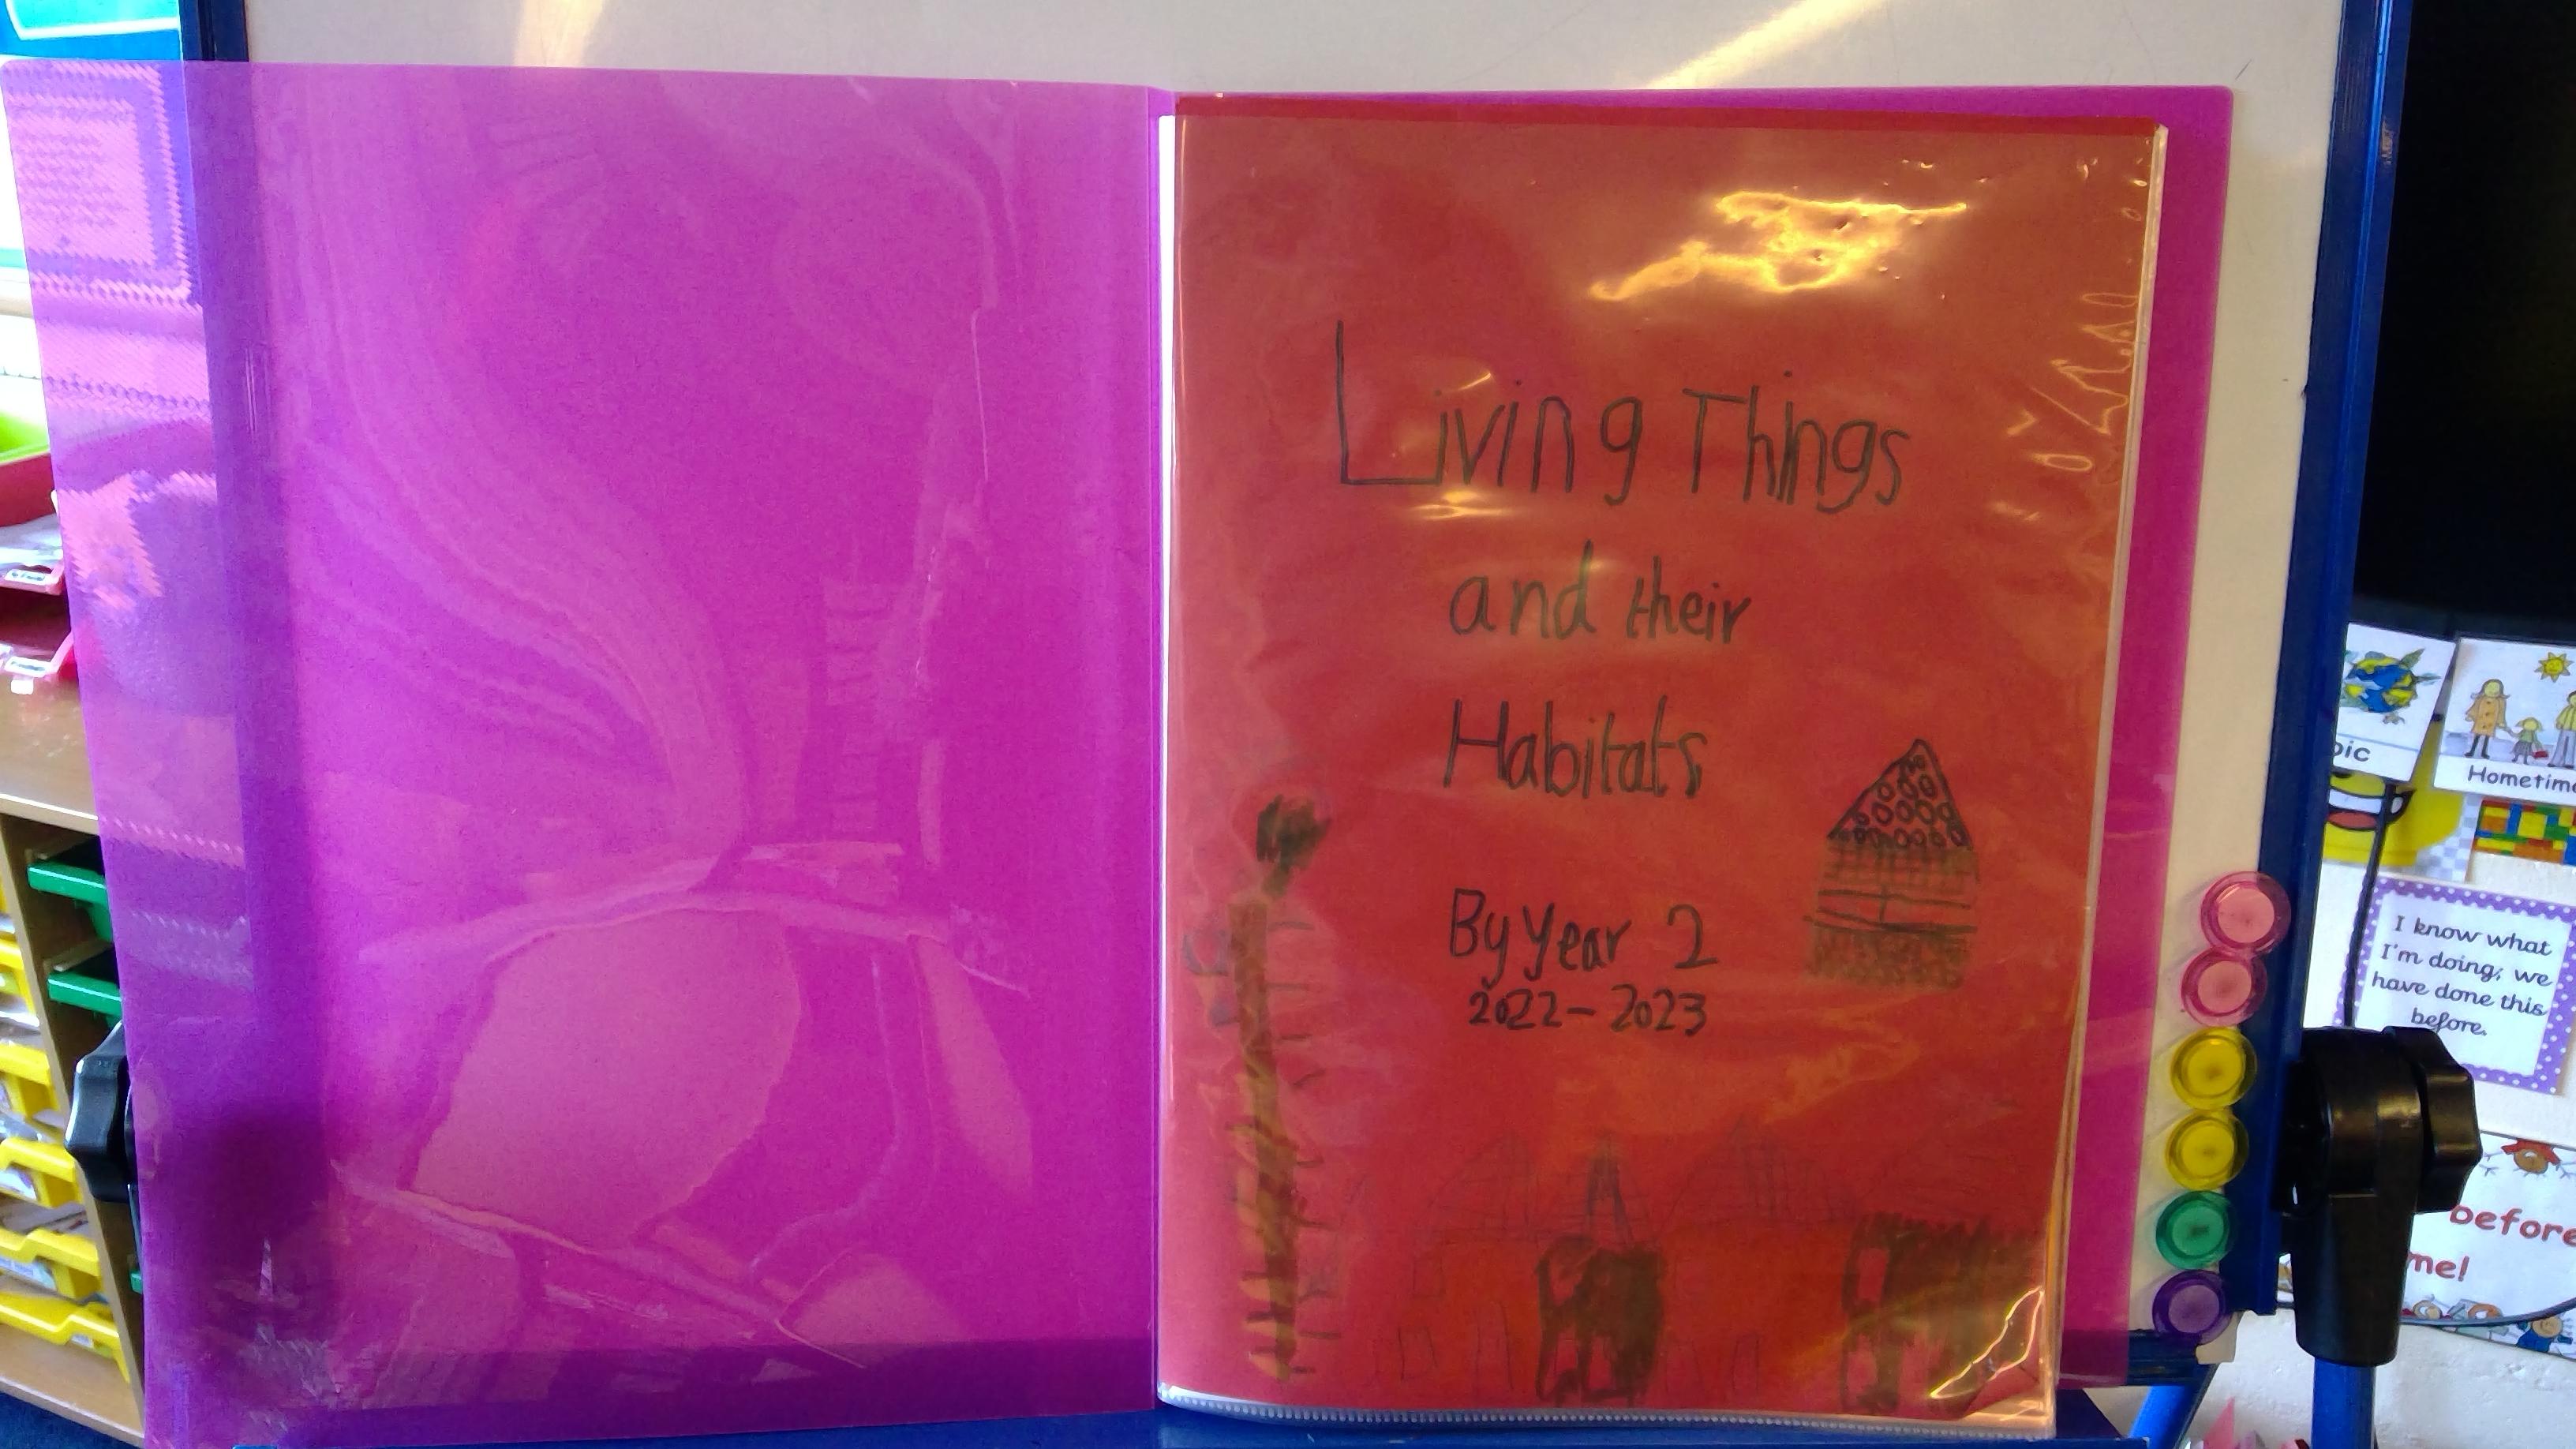 Living Things
and their
Habitats
By Year 2
2022-2023
Hometim
I know what
I'm doing; we
have done this
before.
before
me!